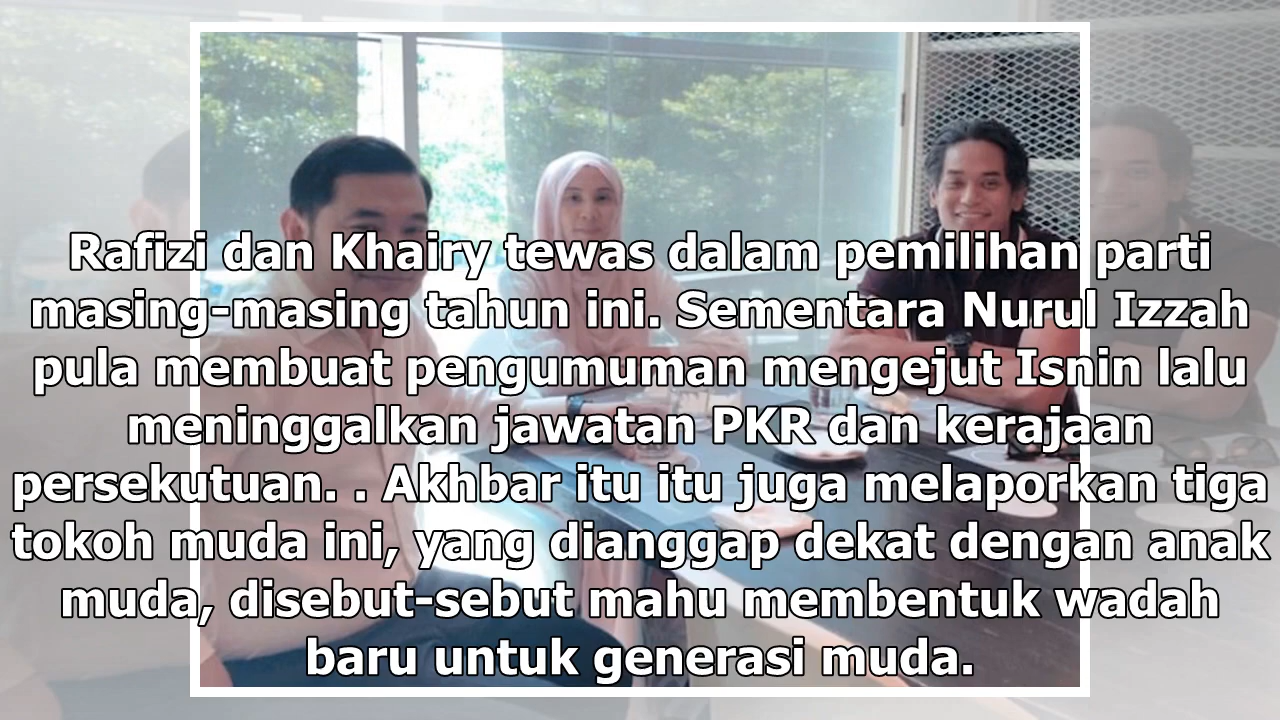 Rafizi dan Khairy tewas dalam pemilihan parti
masing-masing tahun ini. Sementara Nurul Izzah
pula membuat pengumuman mengejut Isnin lalu
meninggalkan jawatan PKR dan kerajaan
persekutuan. . Akhbar itu itu juga melaporkan tiga
tokoh muda ini, yang dianggap dekat dengan anak
muda, disebut-sebut mahu membentuk wadah
baru untuk generasi muda.